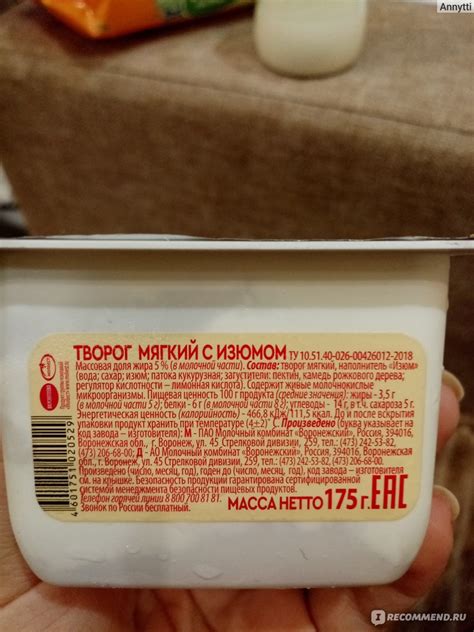 Annytti
ТВОРОГ МЯГКИЙ С ИЗЮМОМ ТУ 10.51.40-026-00426012-2018
Массовая доля жира 5 % (в молочной части). Состав: творог мягкий, наполнитель «Изюм»
(вода; сахар; изюм; патока кукурузная; загустители: пектин, камедь рожкового дерева;
регулятор кислотности – лимонная кислота). Содержит живые молочнокислые
микроорганизмы. Пищевая ценность 100 г продукта (средние значения): жиры - 3,5 г
(в молочной части 5 2); белки - 6 г (в молочной части 8 2); углеводы - 14 г, в т.ч. сахароза 5 г.
Энергетическая ценность (калорийность) - 466,8 кДж/111,5 ккал. До и после вскрытия
упаковки продукт хранить при температуре (4±2)˚ С. Произведено (буква указывает на
код завода – изготовителя): М - ПАО Молочный комбинат «Воронежский», Россия, 394016,
Воронежская обл., г. Воронеж, ул. 45 Стрелковой дивизии, 259, тел.: (473) 242-53-82,
(473) 206-68-00; Д - АО Молочный комбинат «Воронежский», Россия, 394016, Воронежская
обл., г. Воронеж, ул. 45 Стрелковой дивизии, 259, тел.: (473) 242-53-82, (473) 206-68-00.
Произведено (число, месяц, год), годен до (число, месяц, год), код завода – изготовителя
см. на крышке. Безопасность продукции гарантирована сертифицированной
системой менеджмента безопасности пищевых продуктов.
Телефон горячей линии 8 800 700 81 81.
Звонок по России бесплатный.
МАССА НЕТТО 175 г. ЕАС
4601751020529
IRECOMMEND.RU